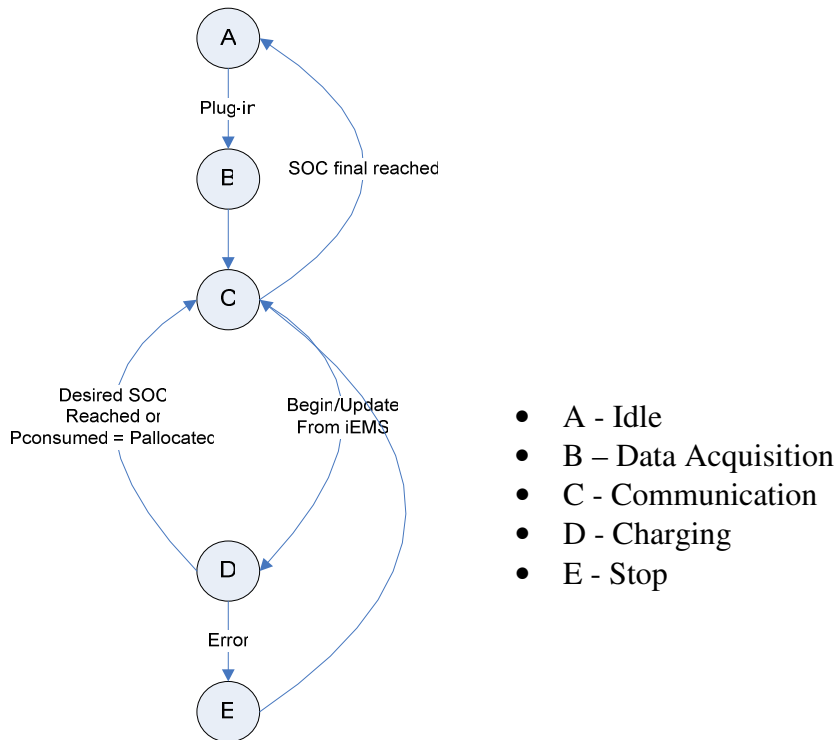 A
Plug-in
B
SOC final reached
C
Desired SOC
Reached or
Pconsumed = Pallocated
Begin/Update
From iEMS
D
Error
E
• A - Idle
• B – Data Acquisition
• C - Communication
• D - Charging
• E - Stop